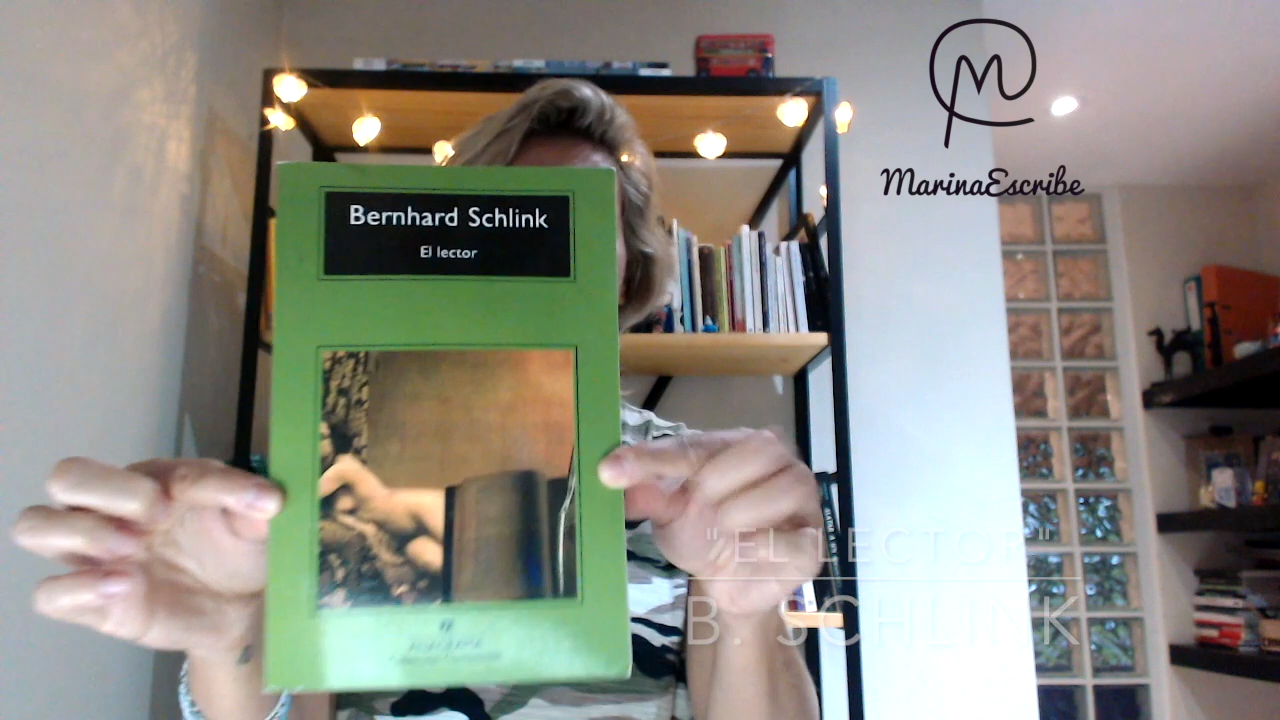 MarinaEscribe
Bernhard Schlink
El lector
"EL LECTOR"
B. SCHLINK